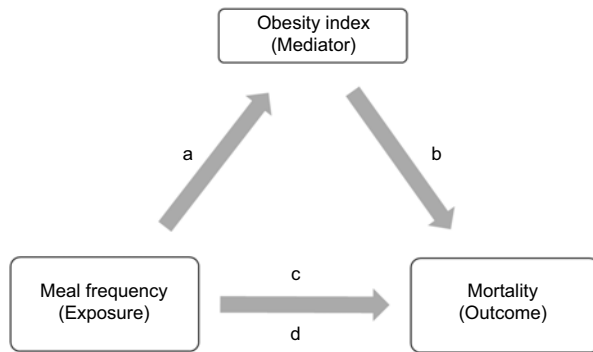 Obesity index
(Mediator)
a
b
Meal frequency
(Exposure)
c
d
Mortality
(Outcome)